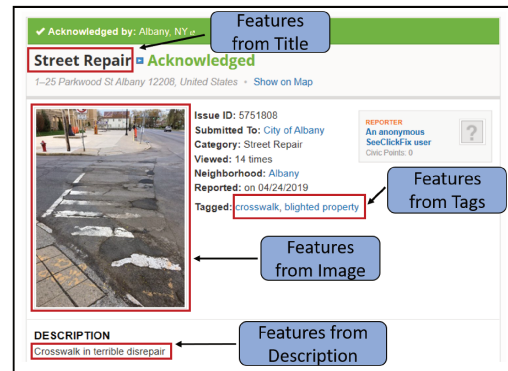 ✔ Acknowledged by: Albany, NY
Features
from Title
Street Repair Acknowledged
1–25 Parkwood St Albany 12208, United States • Show on Map
Issue ID: 5751808
Submitted To: City of Albany
Category: Street Repair
Viewed: 14 times
Neighborhood: Albany
Reported: on 04/24/2019
Tagged: crosswalk, blighted property
REPORTER
An anonymous
SeeClickFix user
Civic Points: 0
?
Features
from Tags
Features
from Image
DESCRIPTION
Crosswalk in terrible disrepair
Features from
Description